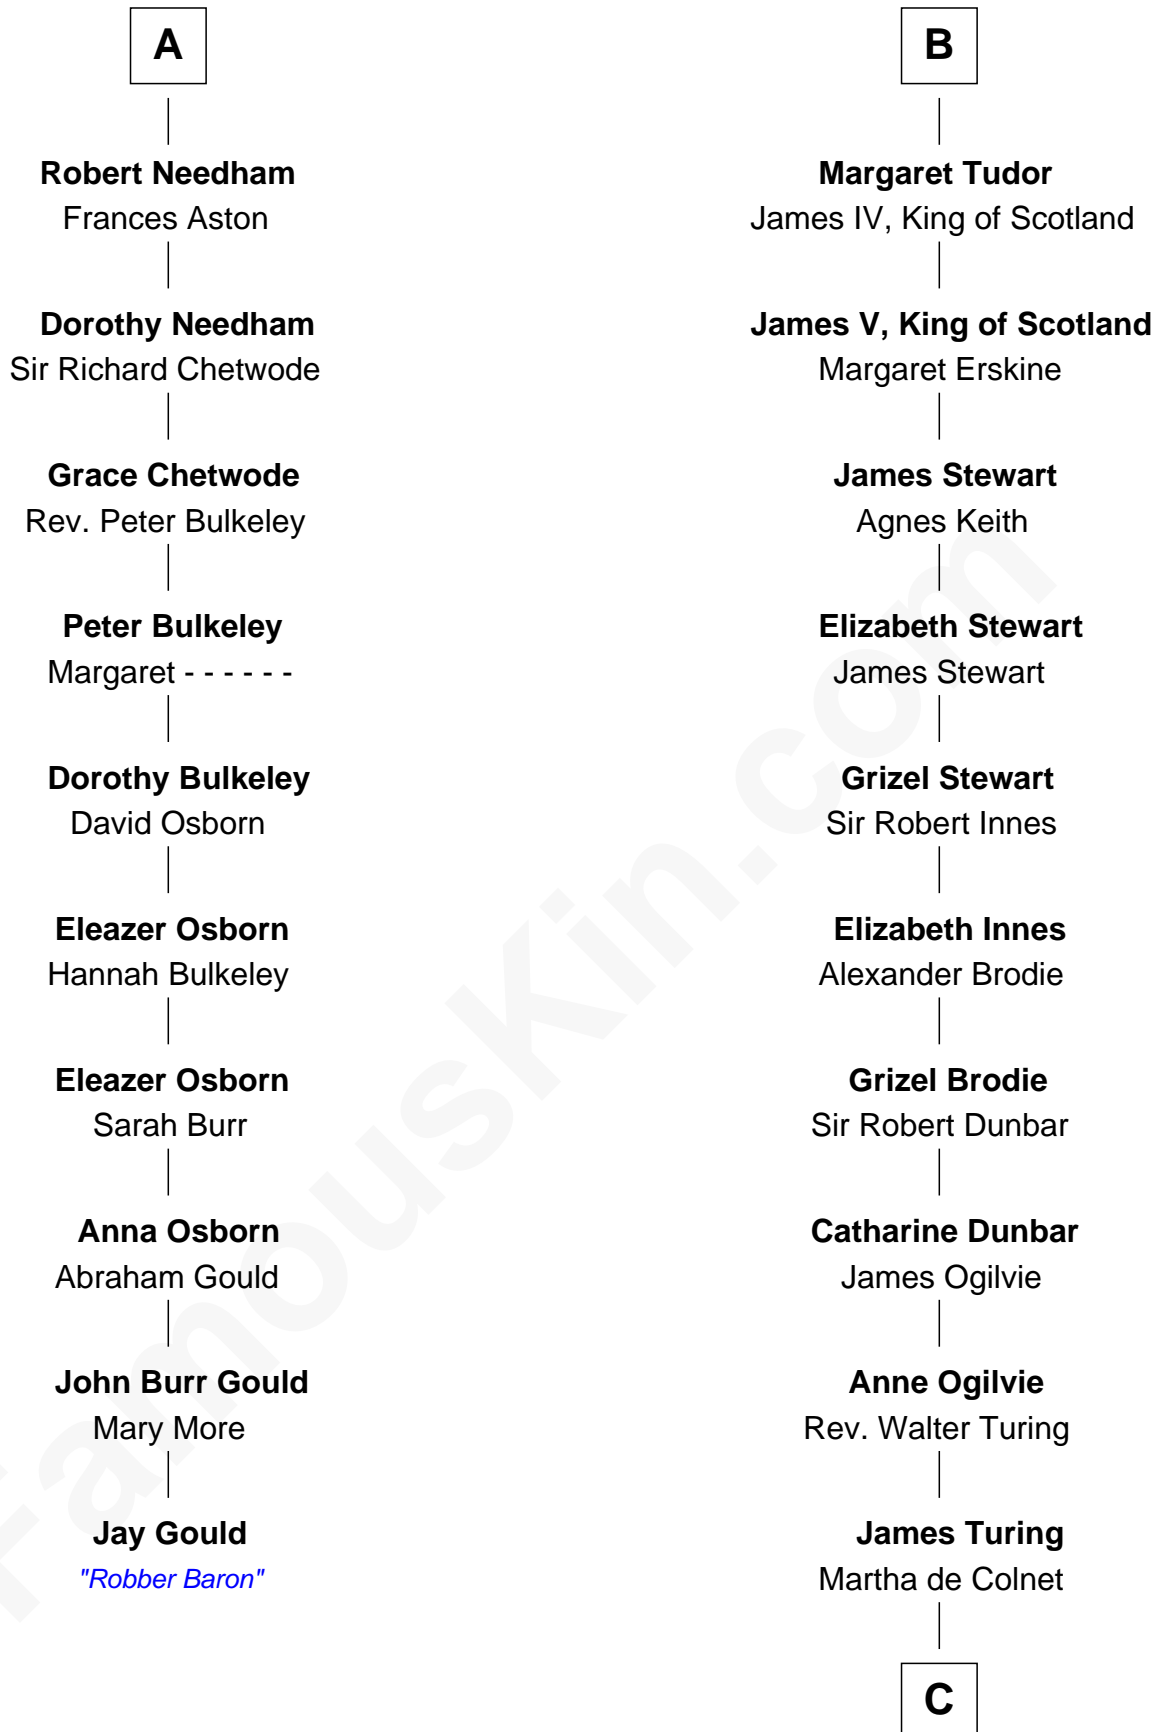 A
Robert Needham
Frances Aston
Dorothy Needham
Sir Richard Chetwode
Grace Chetwode
Rev. Peter Bulkeley
Peter Bulkeley
Margaret - - - - - -
Dorothy Bulkeley
David Osborn
Eleazer Osborn
Hannah Bulkeley
Eleazer Osborn
Sarah Burr
Anna Osborn
Abraham Gould
John Burr Gould
Mary More
Jay Gould
"Robber Baron"
B
Margaret Tudor
James IV, King of Scotland
James V, King of Scotland
Margaret Erskine
James Stewart
Agnes Keith
Elizabeth Stewart
James Stewart
Grizel Stewart
Sir Robert Innes
Elizabeth Innes
Alexander Brodie
Grizel Brodie
Sir Robert Dunbar
Catharine Dunbar
James Ogilvie
Anne Ogilvie
Rev. Walter Turing
James Turing
Martha de Colnet
C
FamousKin.com